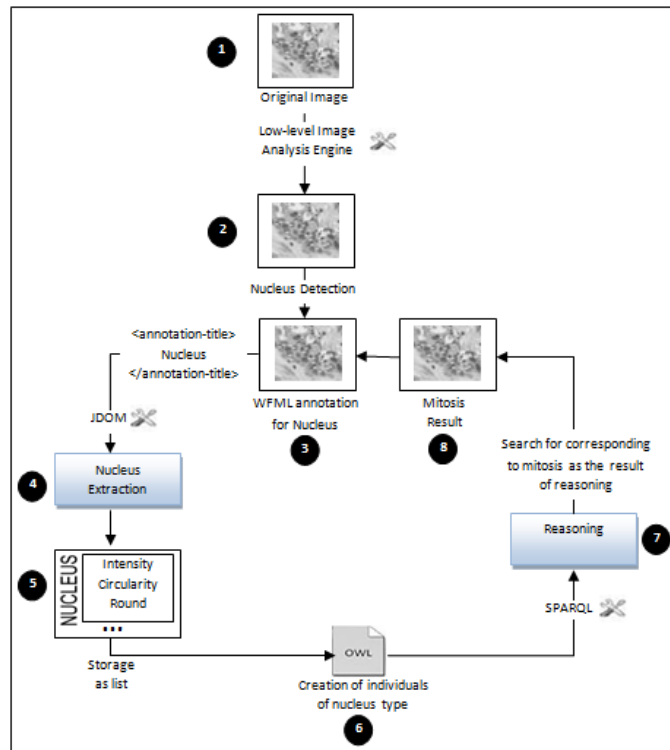 1
Original Image
Low-level Image
Analysis Engine
2
Nucleus Detection
<annotation-title>
Nucleus
</annotation-title>
WFML annotation
for Nucleus
3
Mitosis
Result
8
JDOM
4
Nucleus
Extraction
Search for corresponding
to mitosis as the result
of reasoning
Reasoning
7
5
NUCLEUS
Intensity
Circularity
Round
...
Storage
as list
SPARQL
OWL
Creation of individuals
of nucleus type
6